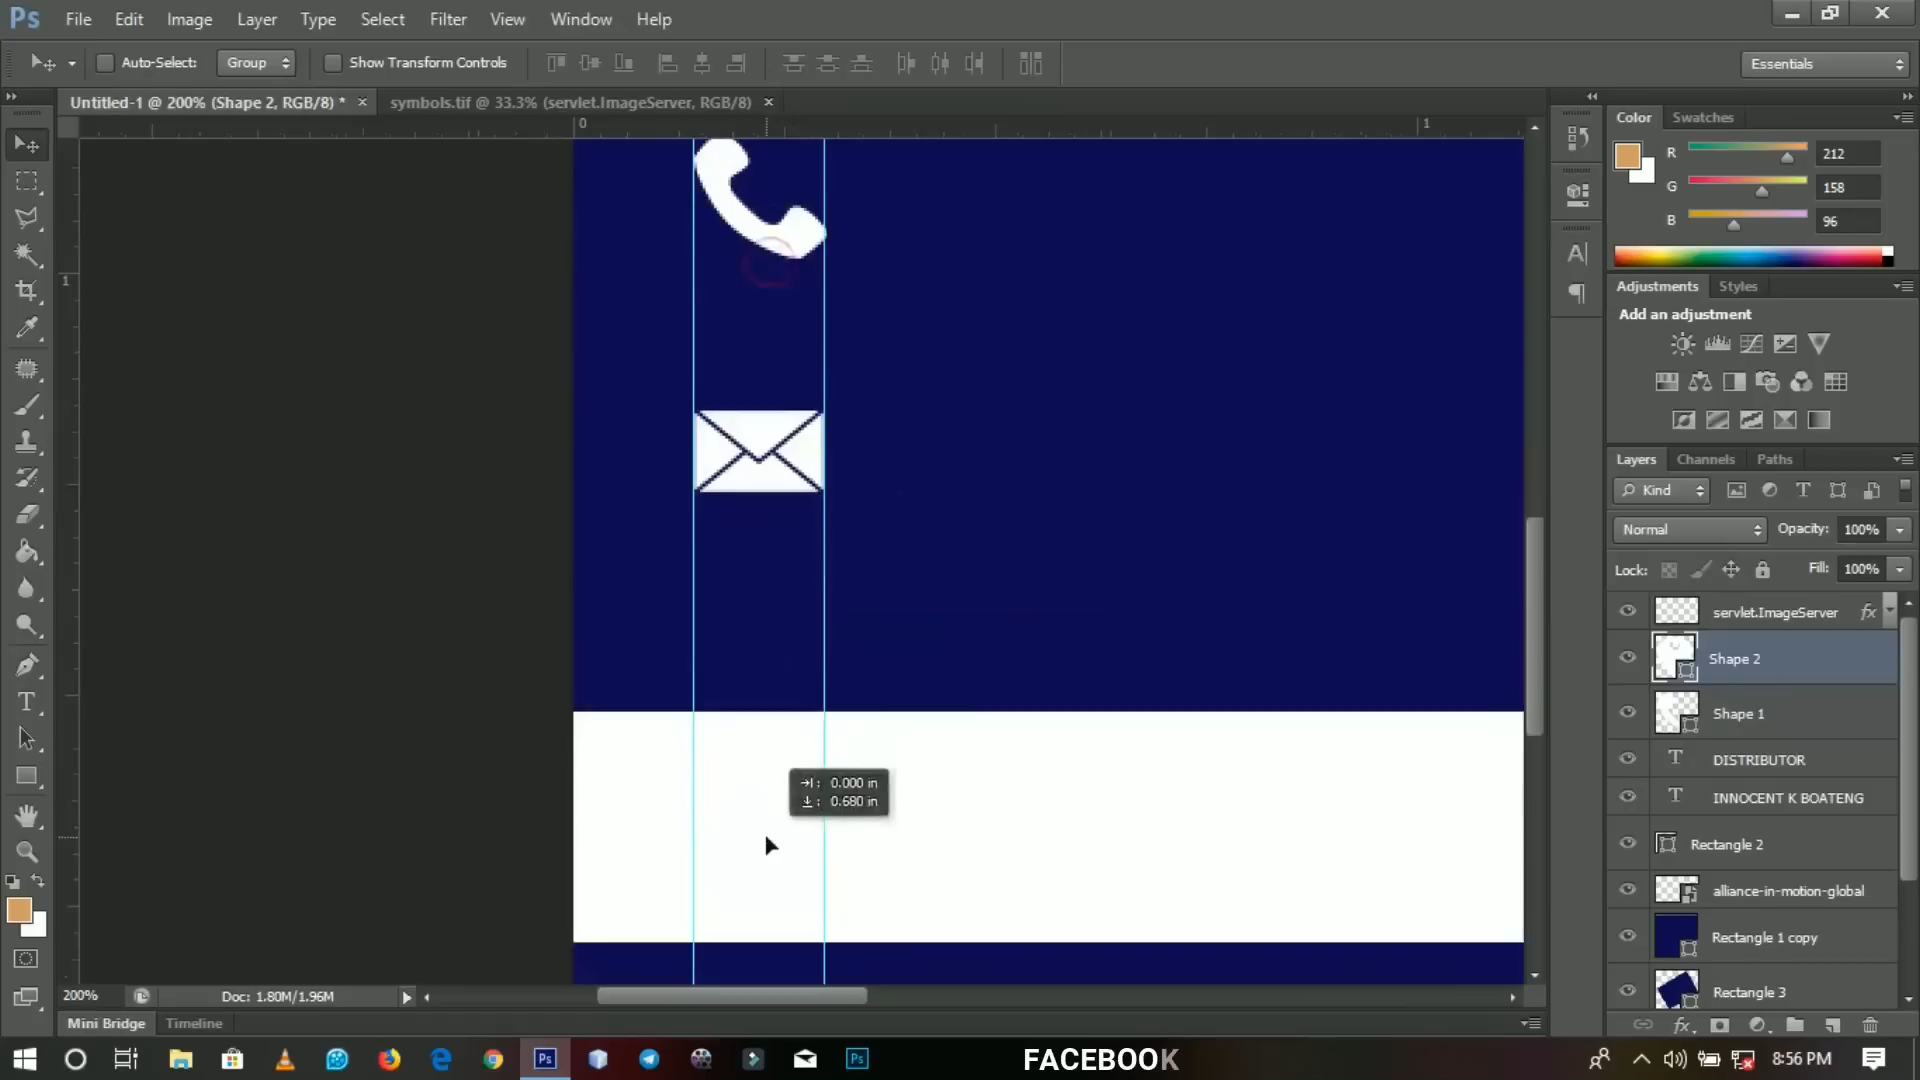 Ps File Edit Image Layer Type Select Filter View Window Help
Auto-Select: Group Show Transform Controls Essentials
Untitled-1 @ 200% (Shape 2, RGB/8) * × symbols.tif @ 33.3% (servlet.ImageServer, RGB/8) ×
0 1
1
Color Swatches
R 212
G 158
B 96
Adjustments Styles
Add an adjustment
Layers Channels Paths
Kind
Normal Opacity: 100%
Lock: Fill: 100%
servlet.ImageServer fx
Shape 2
Shape 1
T DISTRIBUTOR
T INNOCENT K BOATENG
Rectangle 2
alliance-in-motion-global
Rectangle 1 copy
Rectangle 3
0.000 in
0.680 in
200% Doc: 1.80M/1.96M
Mini Bridge Timeline
FACEBOOK
8:56 PM